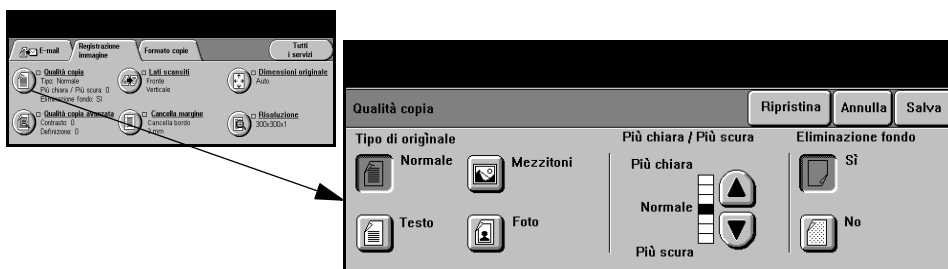 E-mail
Registrazione immagine
Formato copie
Tutti i servizi
Qualità copia
Tipo: Normale
Più chiara / Più scura: 0
Eliminazione fondo: Sì
Lati scansiti
Fronte
Verticale
Dimensioni originale
Auto
Qualità copia avanzata
Contrasto: 0
Definizione: 0
Cancella margine
Cancella bordo
3 mm
Risoluzione
300x300x1
Qualità copia
Ripristina
Annulla
Salva
Tipo di originale
Normale
Mezzitoni
Testo
Foto
Più chiara / Più scura
Più chiara
Normale
Più scura
Eliminazione fondo
Sì
No